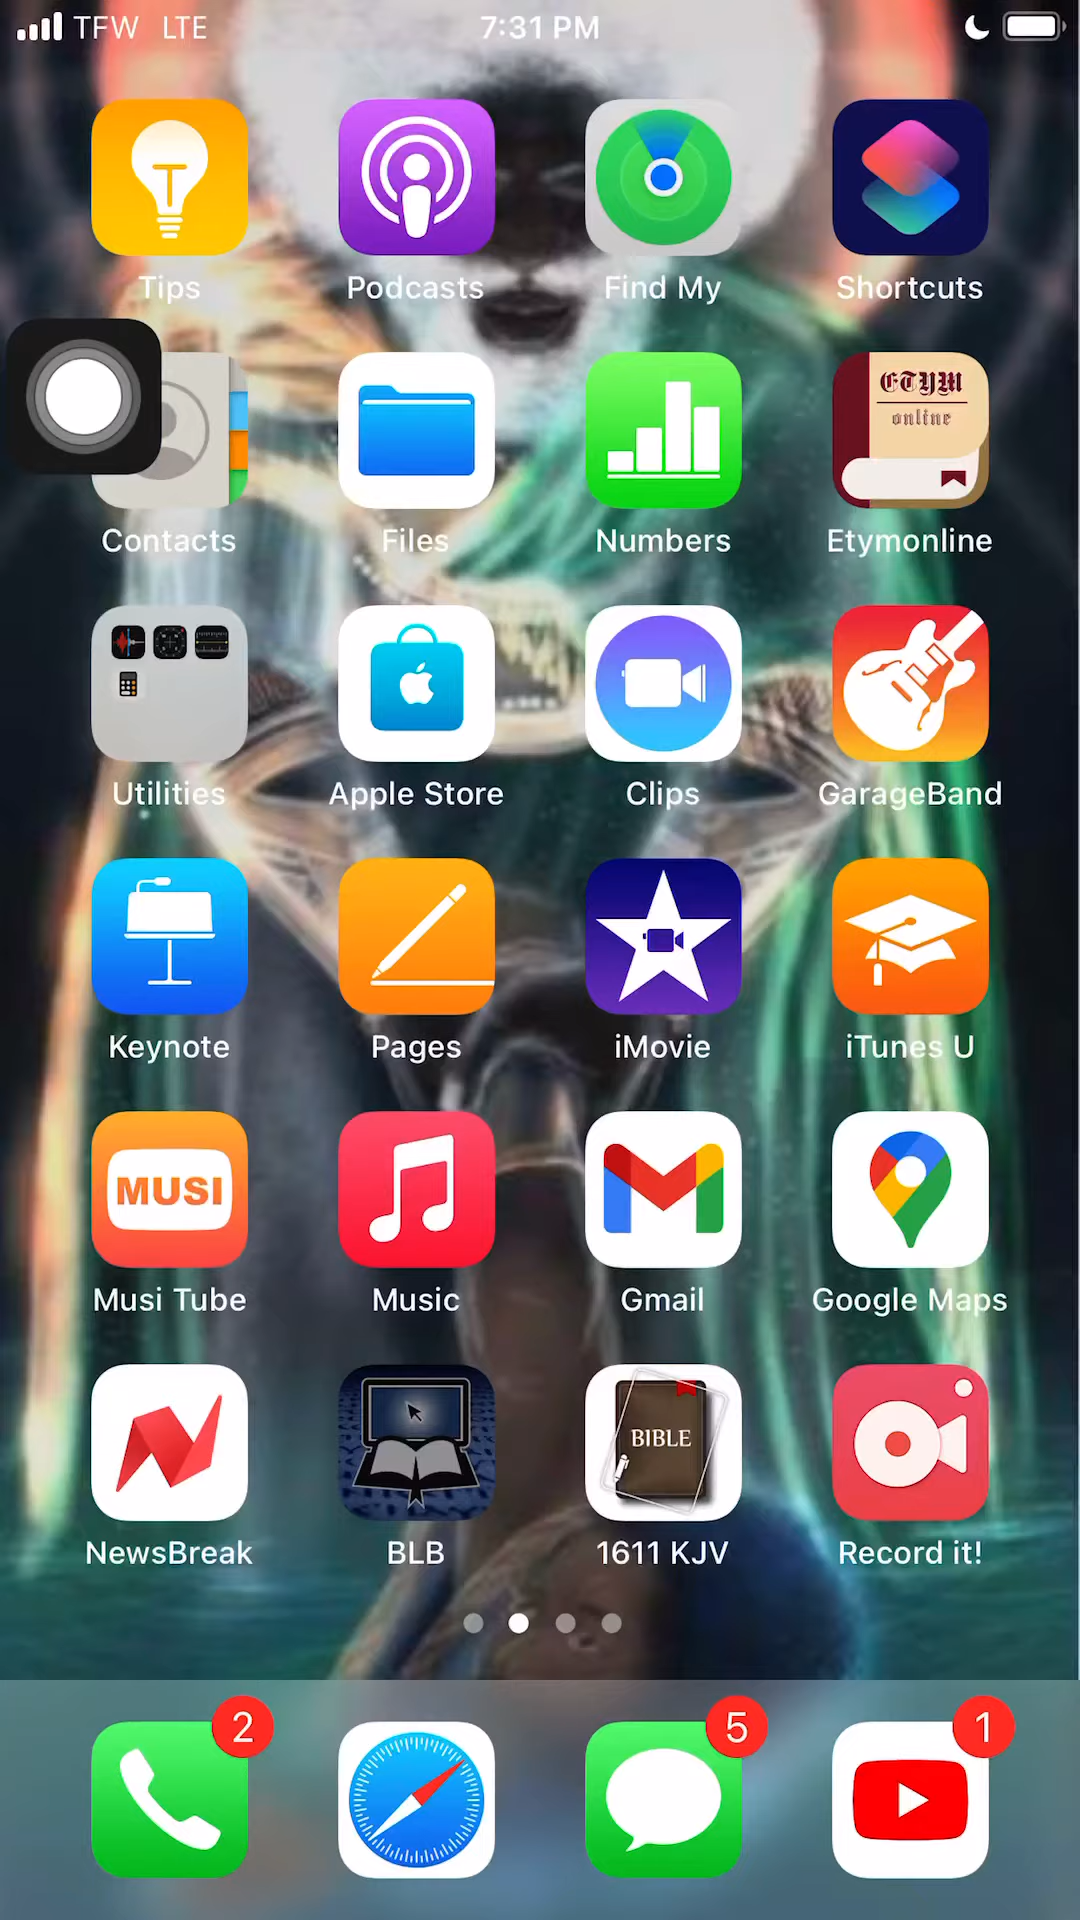 TFW LTE 7:31 PM
Tips Podcasts Find My Shortcuts
ETYM
online
Contacts Files Numbers Etymonline
Utilities Apple Store Clips GarageBand
Keynote Pages iMovie iTunes U
MUSI
Musi Tube Music Gmail Google Maps
BIBLE
NewsBreak BLB 1611 KJV Record it!
2 5 1